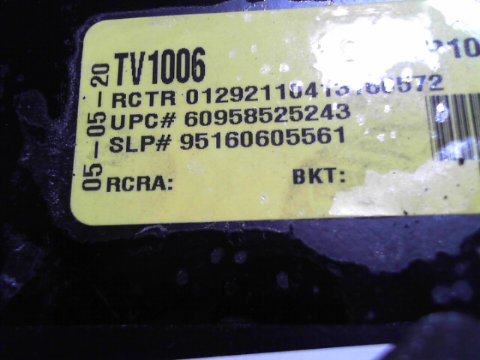 05-05-20
TV1006
RCTR
UPC# 60958525243
SLP# 95160605561
RCRA: BKT: